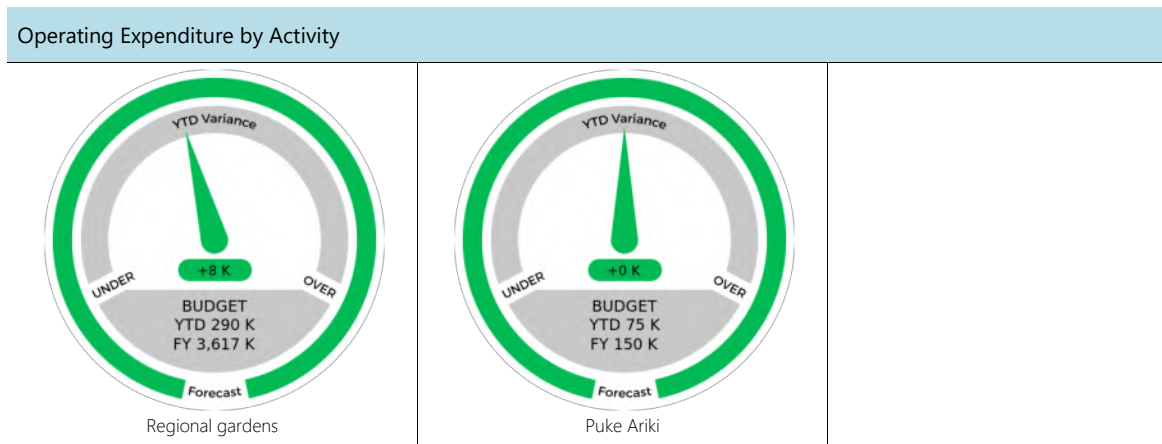 Operating Expenditure by Activity
YTD Variance
+8 K
UNDER
OVER
BUDGET
YTD 290 K
FY 3,617 K
Forecast
Regional gardens
YTD Variance
+0 K
UNDER
OVER
BUDGET
YTD 75 K
FY 150 K
Forecast
Puke Ariki